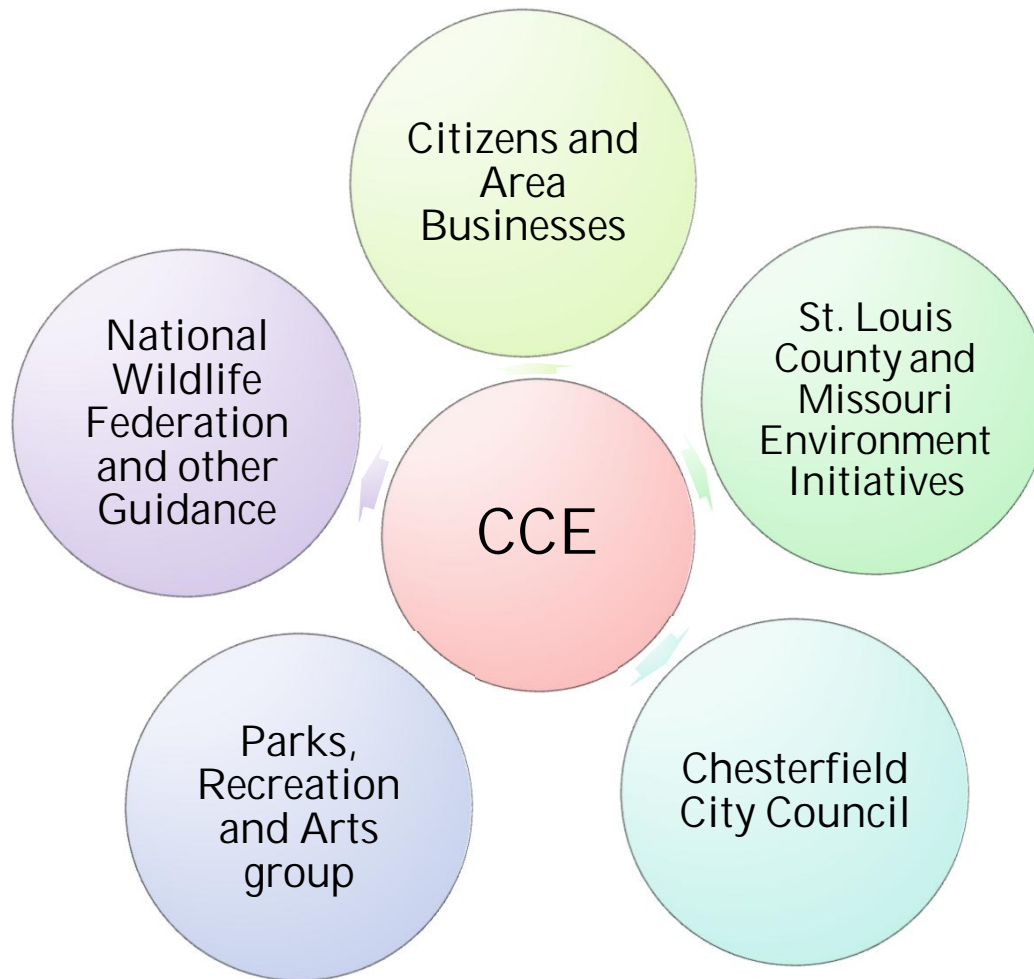 Citizens and
Area
Businesses
St. Louis
County and
Missouri
Environment
Initiatives
National
Wildlife
Federation
and other
Guidance
CCE
Chesterfield
City Council
Parks,
Recreation
and Arts
group